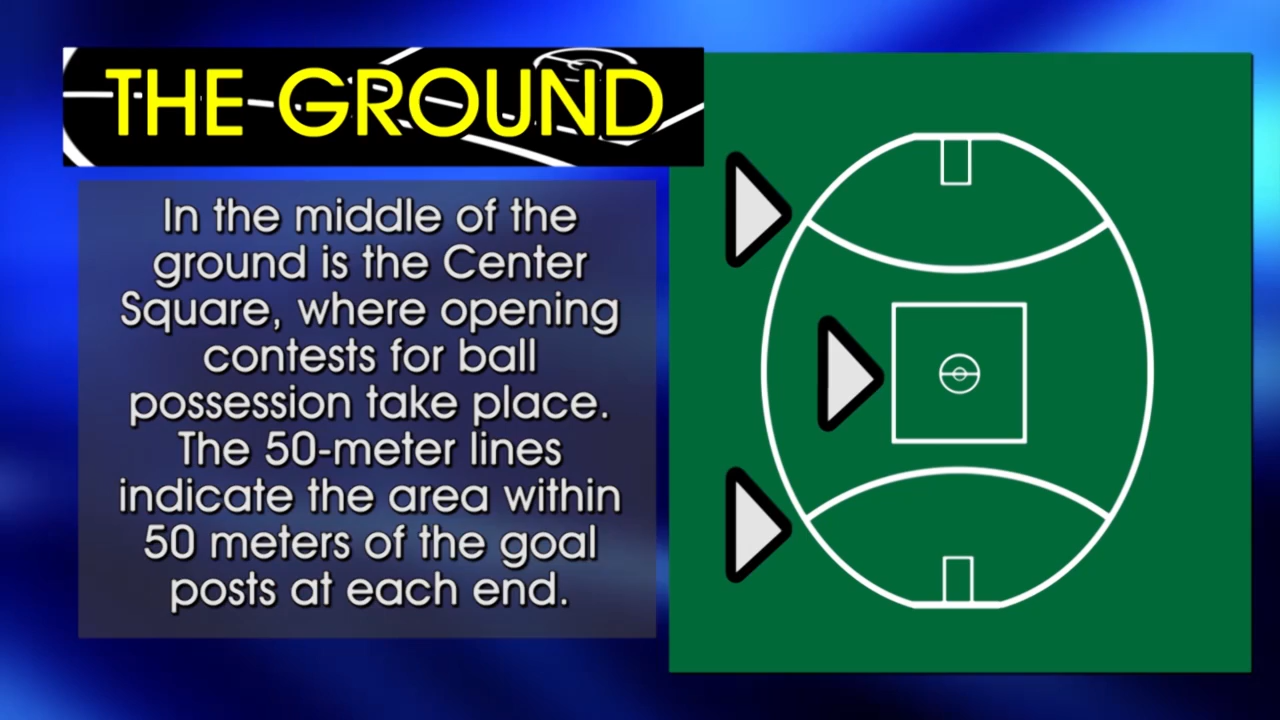 THE GROUND
In the middle of the
ground is the Center
Square, where opening
contests for ball
possession take place.
The 50-meter lines
indicate the area within
50 meters of the goal
posts at each end.